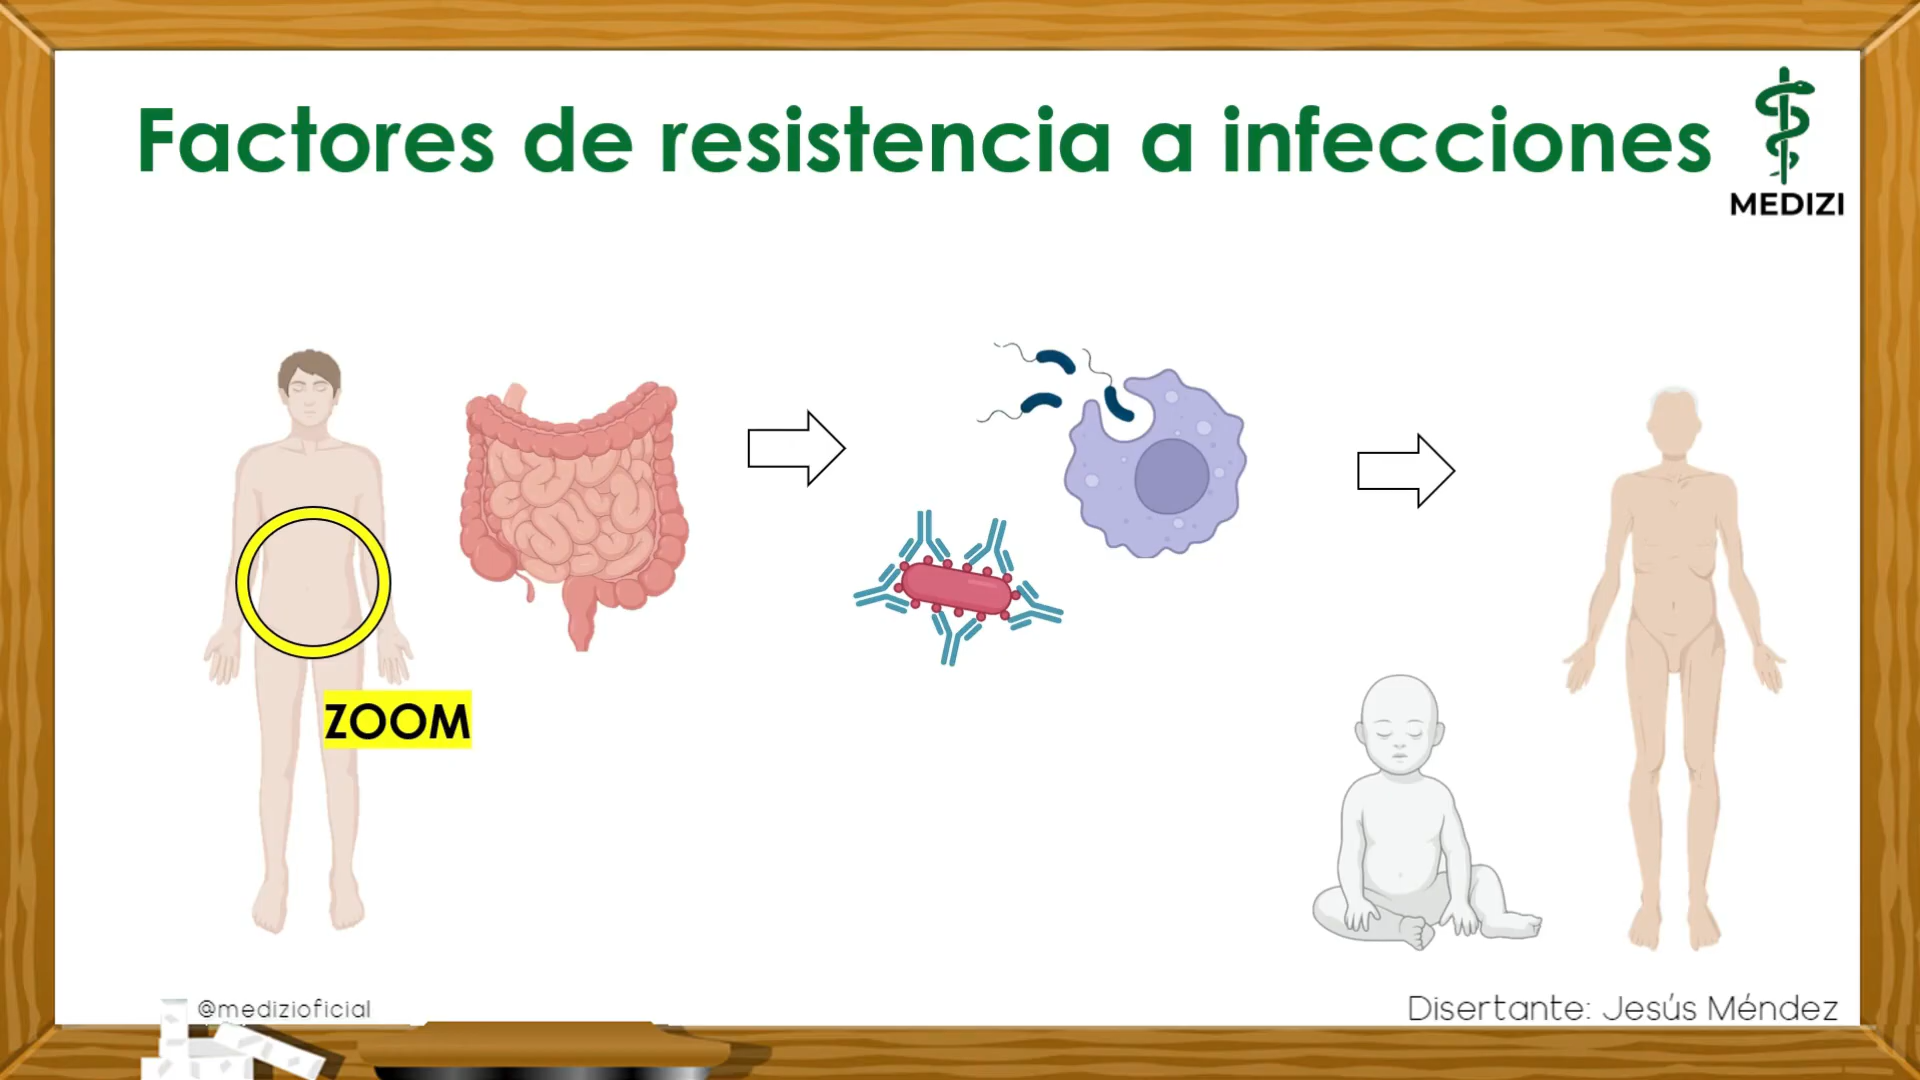 Factores de resistencia a infecciones
MEDIZI
ZOOM
@medizioficial
Disertante: Jesús Méndez